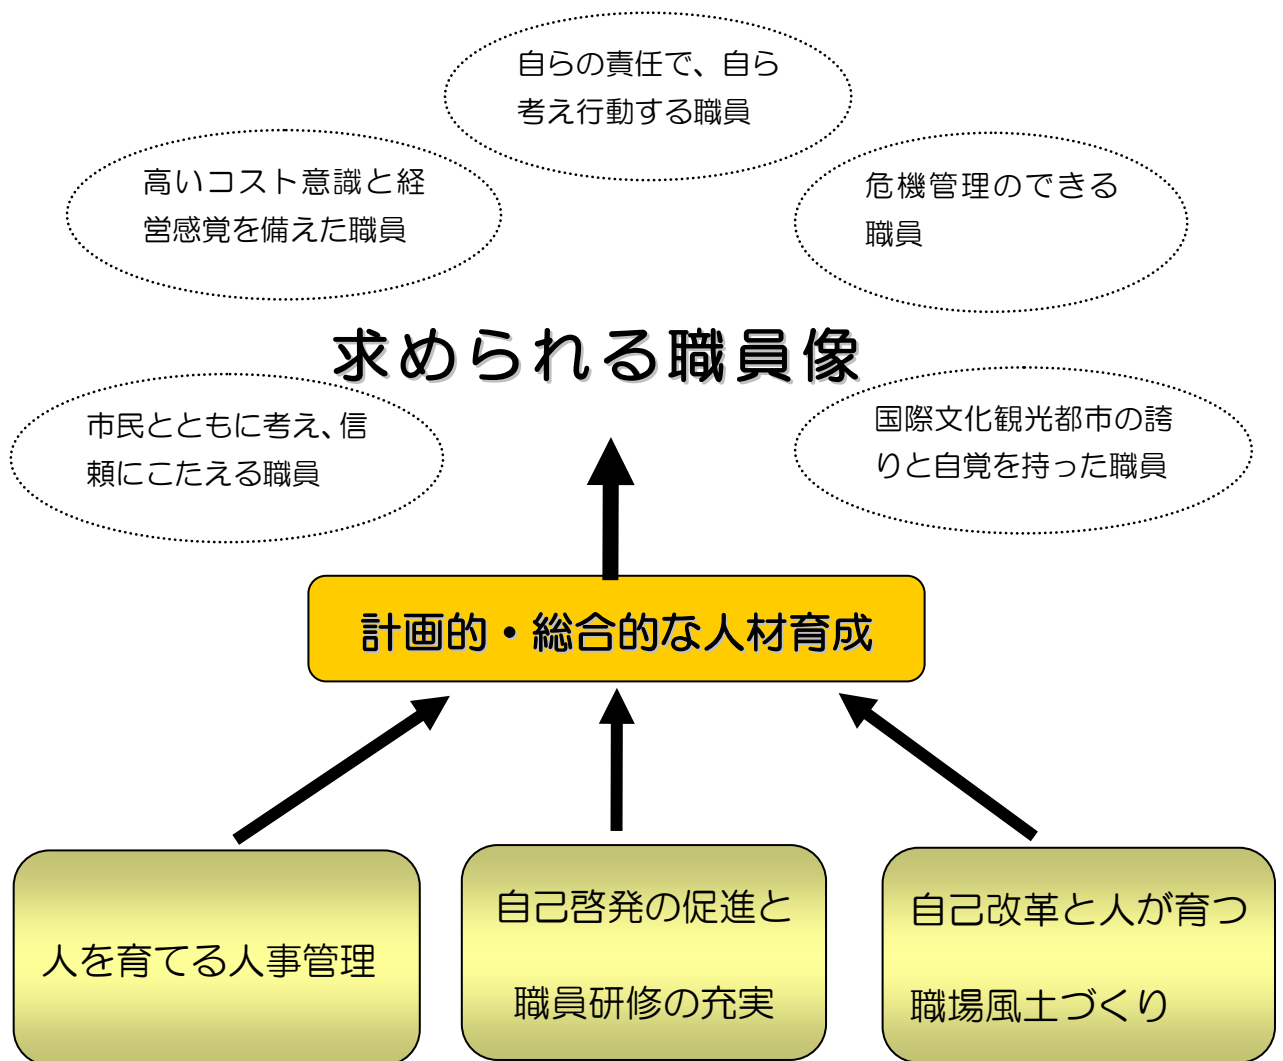 自らの責任で、自ら
考え行動する職員
高いコスト意識と経
営感覚を備えた職員
危機管理のできる
職員
求められる職員像
市民とともに考え、信
頼にこたえる職員
国際文化観光都市の誇
りと自覚を持った職員
計画的・総合的な人材育成
人を育てる人事管理
自己啓発の促進と
職員研修の充実
自己改革と人が育つ
職場風土づくり